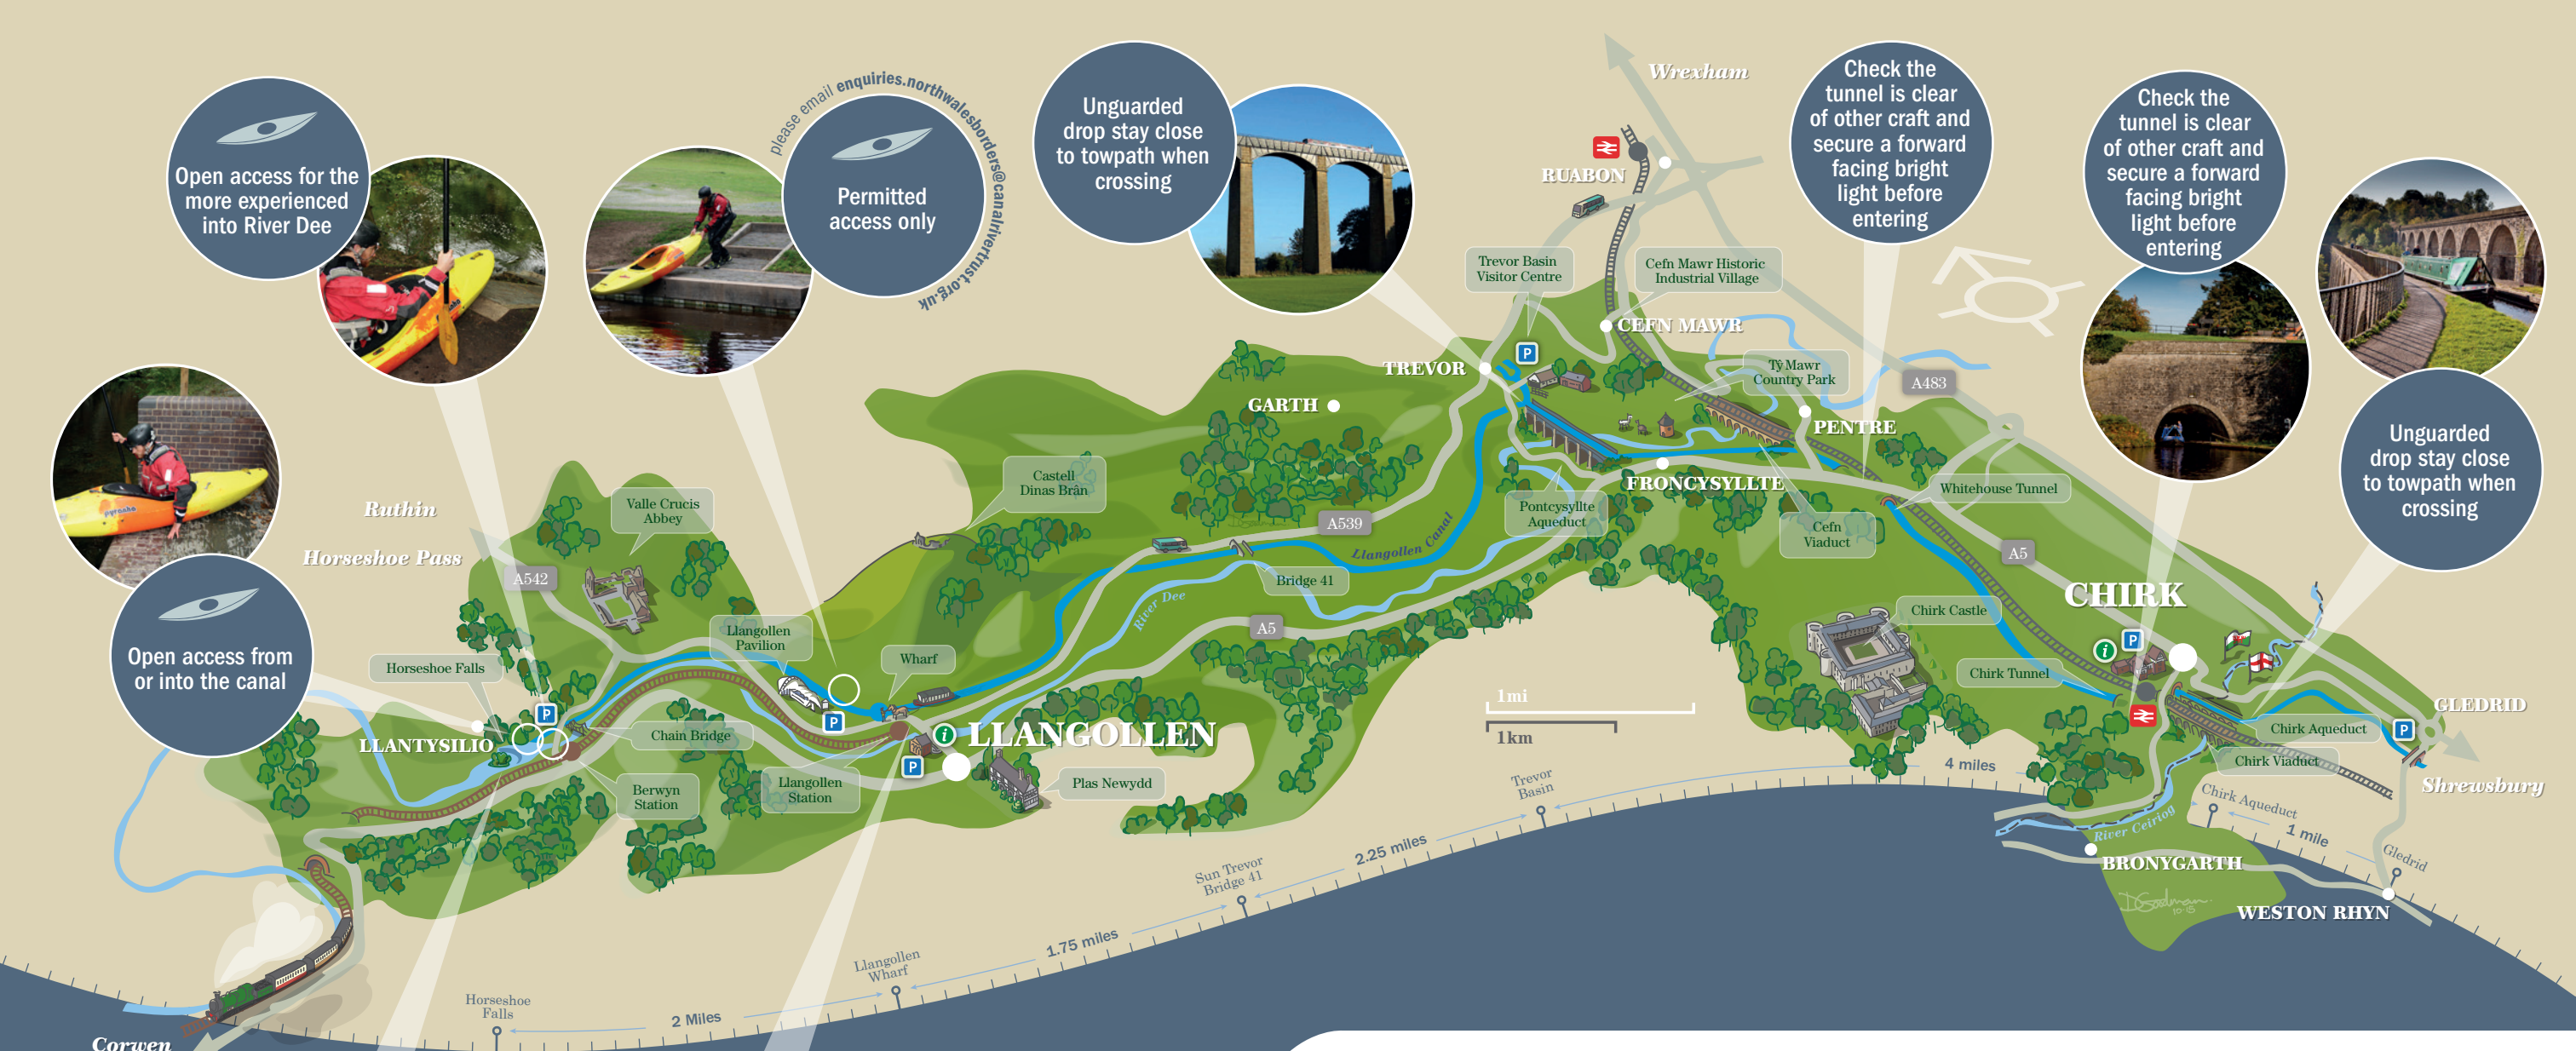 Open access for the
more experienced
into River Dee
please email enquiries.northwalesborders@canalrivertrust.org.uk
Permitted
access only
Unguarded
drop stay close
to towpath when
crossing
Check the
tunnel is clear
of other craft and
secure a forward
facing bright
light before
entering
Check the
tunnel is clear
of other craft and
secure a forward
facing bright
light before
entering
Unguarded
drop stay close
to towpath when
crossing
Open access from
or into the canal
pyranha
Wrexham
RUABON
Trevor Basin
Visitor Centre
Cefn Mawr Historic
Industrial Village
CEFN MAWR
TREVOR
P
GARTH
Tŷ Mawr
Country Park
A483
PENTRE
FRONCYSYLLTE
Whitehouse Tunnel
Pontcysyllte
Aqueduct
Cefn
Viaduct
A5
Castell
Dinas Brân
A539
Llangollen Canal
Bridge 41
River Dee
A5
Ruthin
Horseshoe Pass
A542
Valle Crucis
Abbey
Llangollen
Pavilion
Wharf
Horseshoe Falls
P
LLANTYSILIO
Chain Bridge
P
Berwyn
Station
Llangollen
Station
i
P
LLANGOLLEN
Plas Newydd
1mi
1km
Chirk Castle
CHIRK
i
P
Chirk Tunnel
GLEDRID
P
Chirk Aqueduct
Chirk Viaduct
Shrewsbury
River Ceiriog
BRONYGARTH
WESTON RHYN
10-15
Corwen
Horseshoe
Falls
2 Miles
Llangollen
Wharf
1.75 miles
Sun Trevor
Bridge 41
2.25 miles
Trevor
Basin
4 miles
Chirk Aqueduct
1 mile
Gledrid